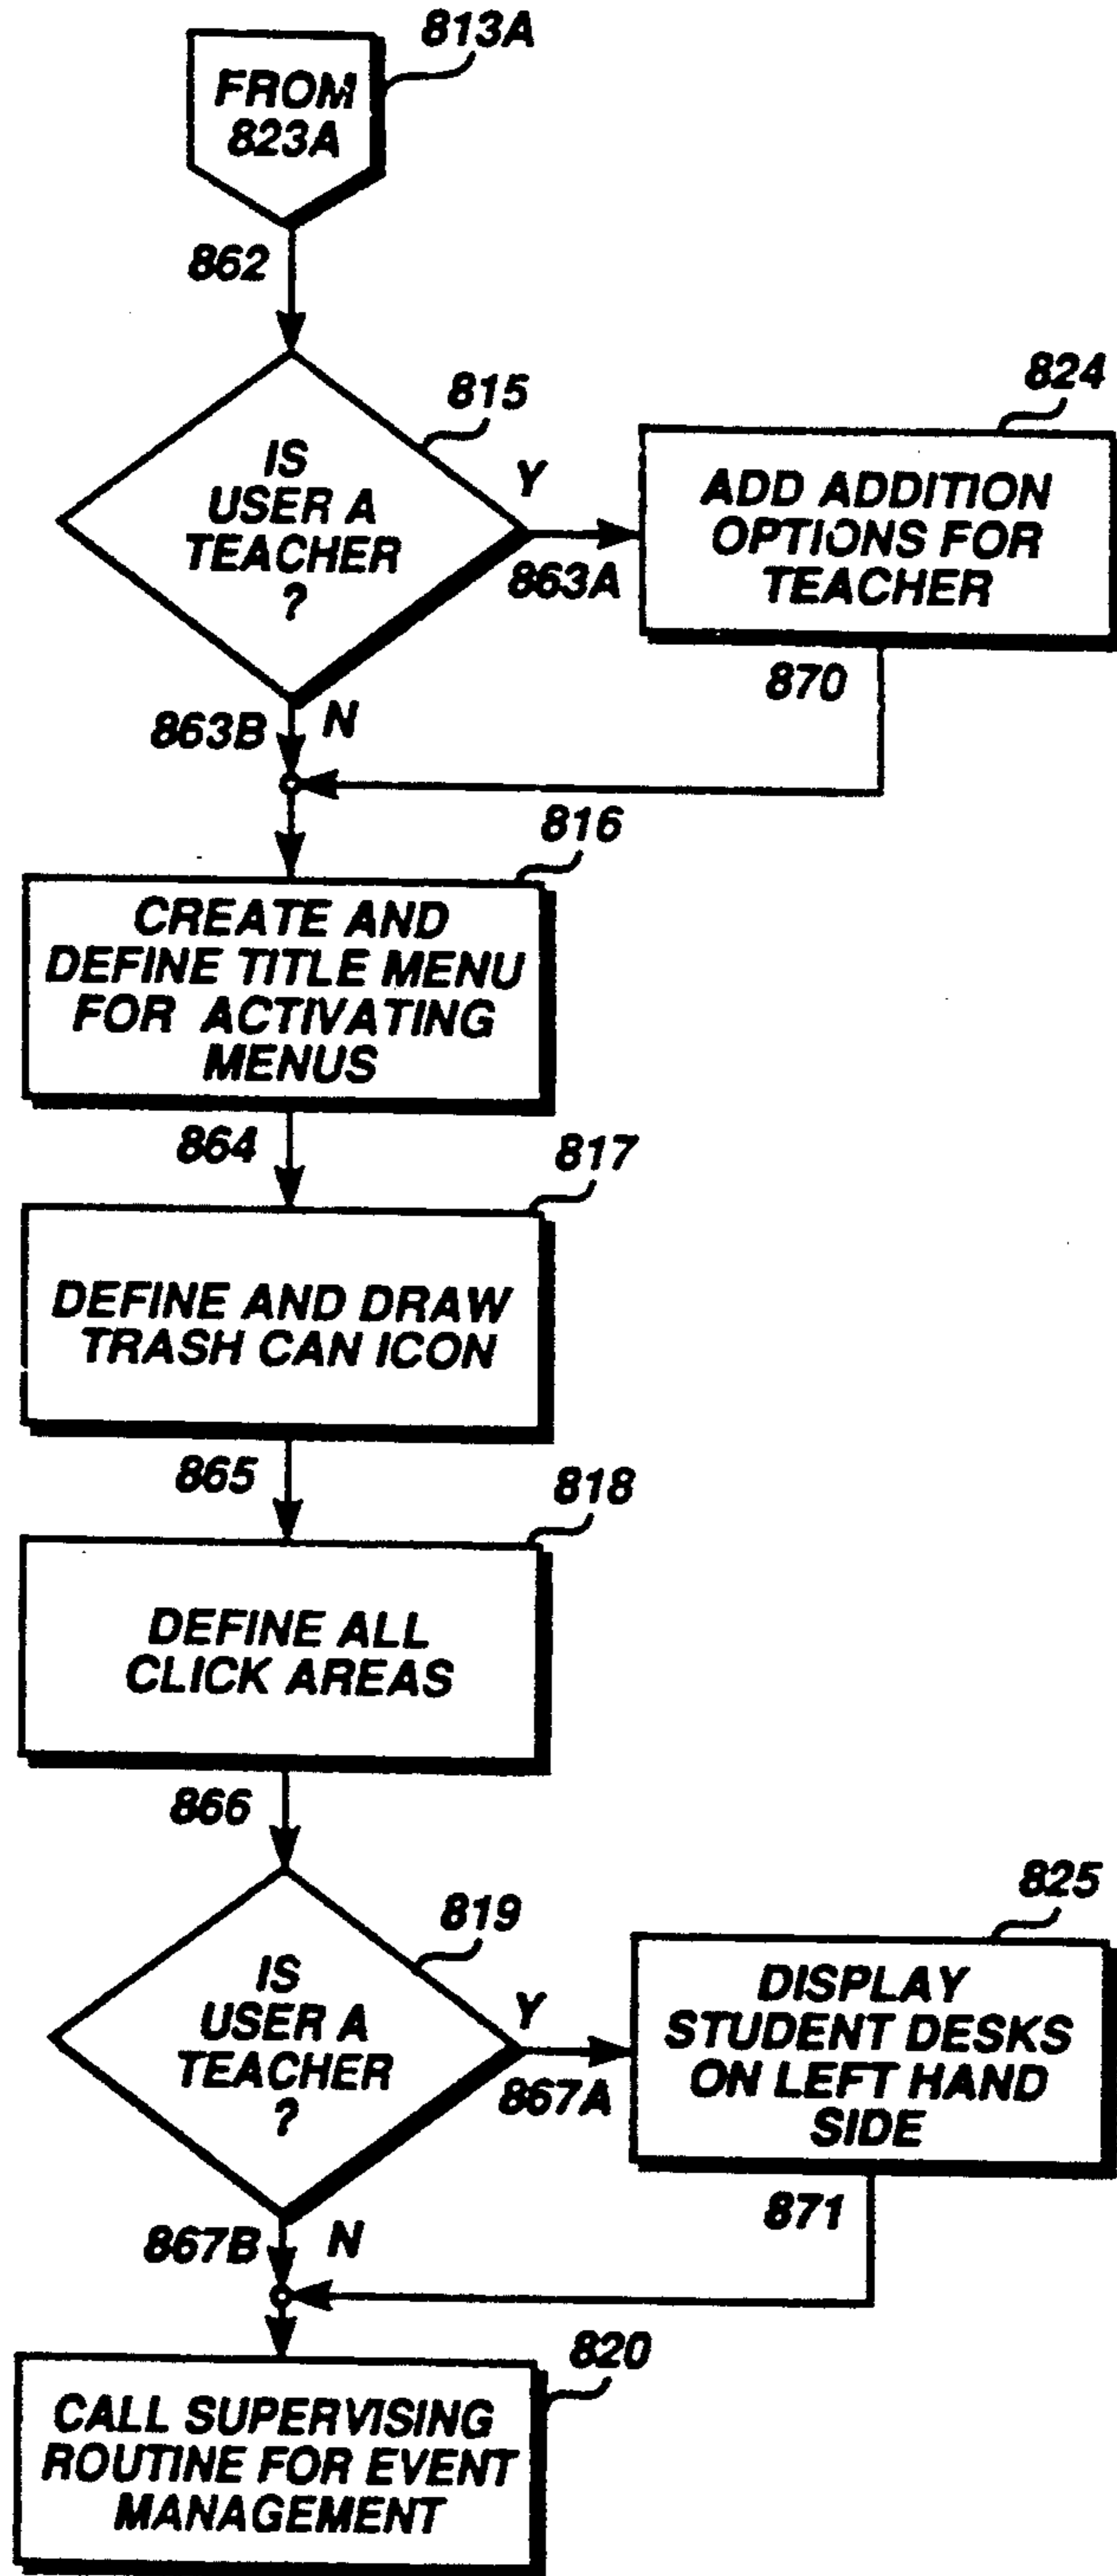 813A
FROM
823A
862
815
IS
USER A
TEACHER
?
Y
863A
824
ADD ADDITION
OPTIONS FOR
TEACHER
870
863B
N
816
CREATE AND
DEFINE TITLE MENU
FOR ACTIVATING
MENUS
864
817
DEFINE AND DRAW
TRASH CAN ICON
865
818
DEFINE ALL
CLICK AREAS
866
819
IS
USER A
TEACHER
?
Y
867A
825
DISPLAY
STUDENT DESKS
ON LEFT HAND
SIDE
871
867B
N
820
CALL SUPERVISING
ROUTINE FOR EVENT
MANAGEMENT